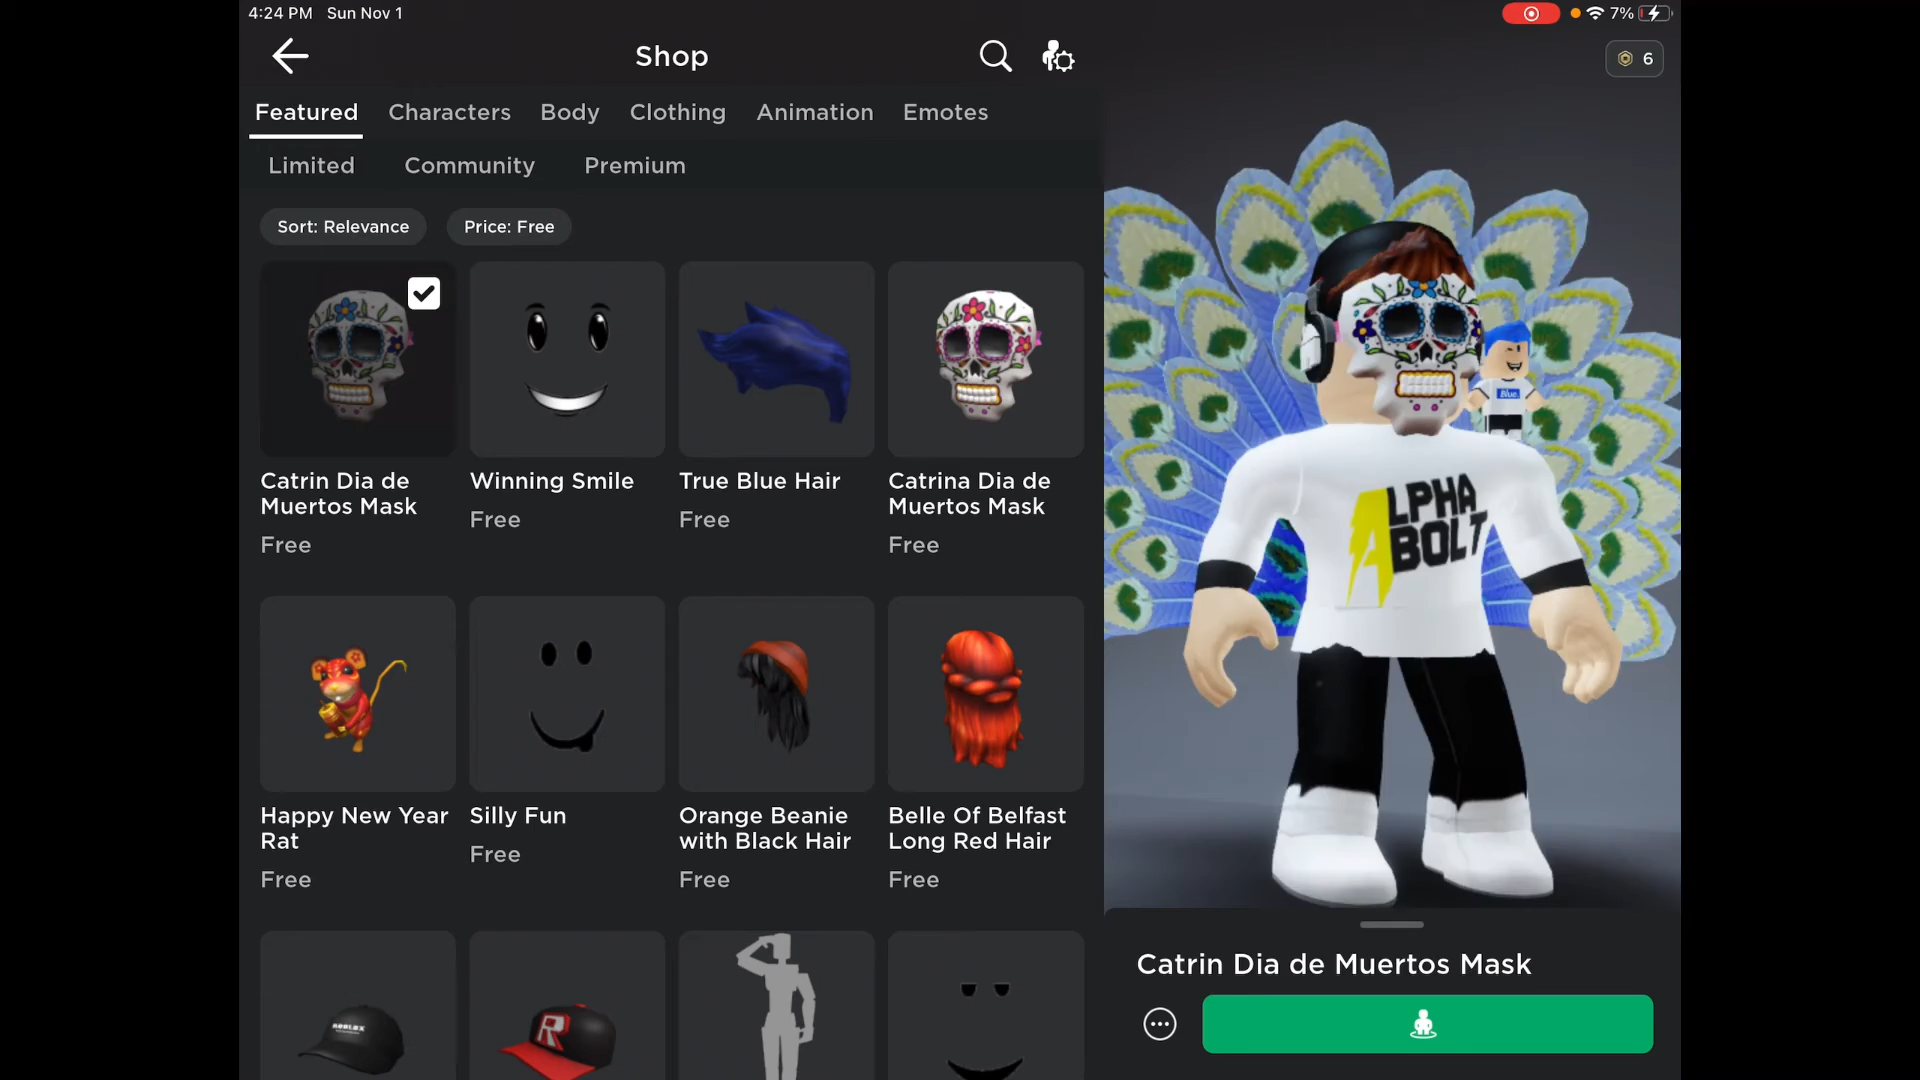 4:24 PM Sun Nov 1
7%
Shop
6
Featured Characters Body Clothing Animation Emotes
Limited Community Premium
Sort: Relevance Price: Free
Catrin Dia de
Muertos Mask
Free
Winning Smile
Free
True Blue Hair
Free
Catrina Dia de
Muertos Mask
Free
Blue.
ALPHA
BOLT
Happy New Year
Rat
Free
Silly Fun
Free
Orange Beanie
with Black Hair
Free
Belle Of Belfast
Long Red Hair
Free
ROBLOX
R
Catrin Dia de Muertos Mask